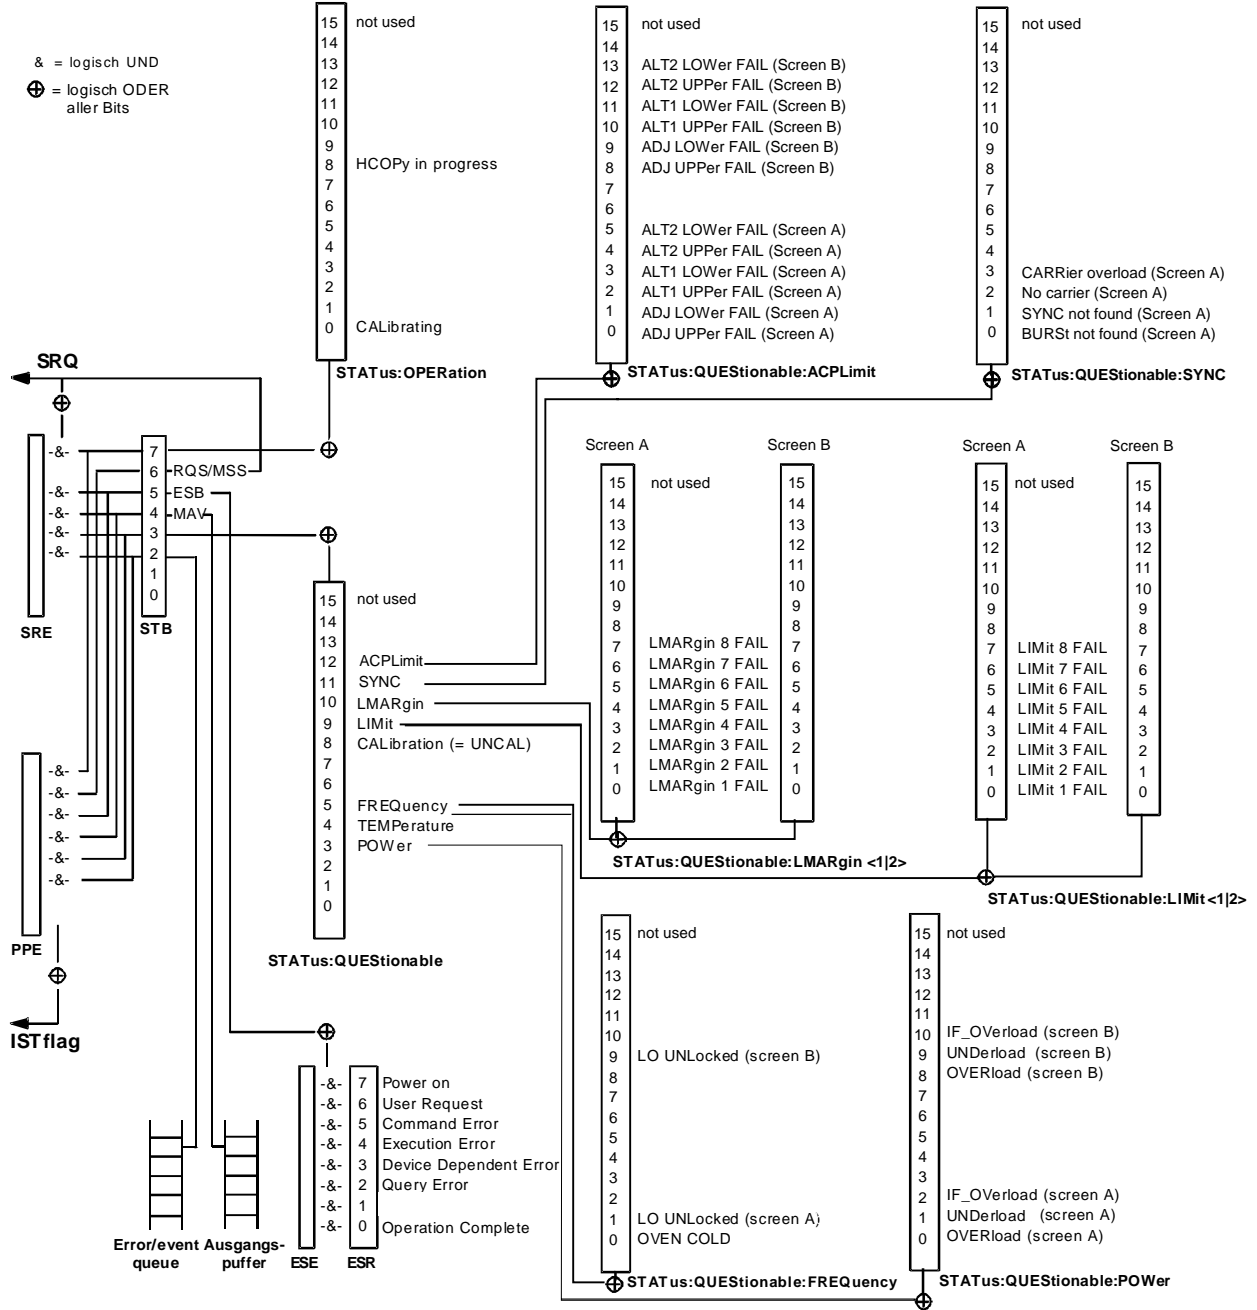 & = logisch UND
= logisch ODER
aller Bits
15 not used
14
13
12
11
10
9
8 HCOPy in progress
7
6
5
4
3
2
1
0 CALibrating
STATus:OPERation
15 not used
14
13 ALT2 LOWer FAIL (Screen B)
12 ALT2 UPPer FAIL (Screen B)
11 ALT1 LOWer FAIL (Screen B)
10 ALT1 UPPer FAIL (Screen B)
9 ADJ LOWer FAIL (Screen B)
8 ADJ UPPer FAIL (Screen B)
7
6
5 ALT2 LOWer FAIL (Screen A)
4 ALT2 UPPer FAIL (Screen A)
3 ALT1 LOWer FAIL (Screen A)
2 ALT1 UPPer FAIL (Screen A)
1 ADJ LOWer FAIL (Screen A)
0 ADJ UPPer FAIL (Screen A)
STATus:QUEStionable:ACPLimit
15 not used
14
13
12
11
10
9
8
7
6
5
4
3 CARRier overload (Screen A)
2 No carrier (Screen A)
1 SYNC not found (Screen A)
0 BURSt not found (Screen A)
STATus:QUEStionable:SYNC
SRQ
-&- 7
6 RQS/MSS
-&- 5 ESB
-&- 4 MAV
-&- 3
-&- 2
1
0
SRE
STB
15 not used
14
13
12 ACPLimit
11 SYNC
10 LMARgin
9 LIMit
8 CALibration (= UNCAL)
7
6
5 FREQuency
4 TEMPerature
3 POWer
2
1
0
STATus:QUEStionable
Screen A
Screen B
15 not used 15
14 14
13 13
12 12
11 11
10 10
9 9
8 8
7 LMARgin 8 FAIL 7
6 LMARgin 7 FAIL 6
5 LMARgin 6 FAIL 5
4 LMARgin 5 FAIL 4
3 LMARgin 4 FAIL 3
2 LMARgin 3 FAIL 2
1 LMARgin 2 FAIL 1
0 LMARgin 1 FAIL 0
STATus:QUEStionable:LMARgin <1|2>
Screen A
Screen B
15 not used 15
14 14
13 13
12 12
11 11
10 10
9 9
8 8
7 LIMit 8 FAIL 7
6 LIMit 7 FAIL 6
5 LIMit 6 FAIL 5
4 LIMit 5 FAIL 4
3 LIMit 4 FAIL 3
2 LIMit 3 FAIL 2
1 LIMit 2 FAIL 1
0 LIMit 1 FAIL 0
STATus:QUEStionable:LIMit<1|2>
-&-
-&-
-&-
-&-
-&-
-&-
PPE
ISTflag
-&- 7 Power on
-&- 6 User Request
-&- 5 Command Error
-&- 4 Execution Error
-&- 3 Device Dependent Error
-&- 2 Query Error
-&- 1
-&- 0 Operation Complete
Error/event
queue
Ausgangs-
puffer
ESE
ESR
15 not used
14
13
12
11
10
9 LO UNLocked (screen B)
8
7
6
5
4
3
2
1 LO UNLocked (screen A)
0 OVEN COLD
STATus:QUEStionable:FREQuency
15 not used
14
13
12
11
10 IF_OVerload (screen B)
9 UNDerload (screen B)
8 OVERload (screen B)
7
6
5
4
3
2 IF_OVerload (screen A)
1 UNDerload (screen A)
0 OVERload (screen A)
STATus:QUEStionable:POWer